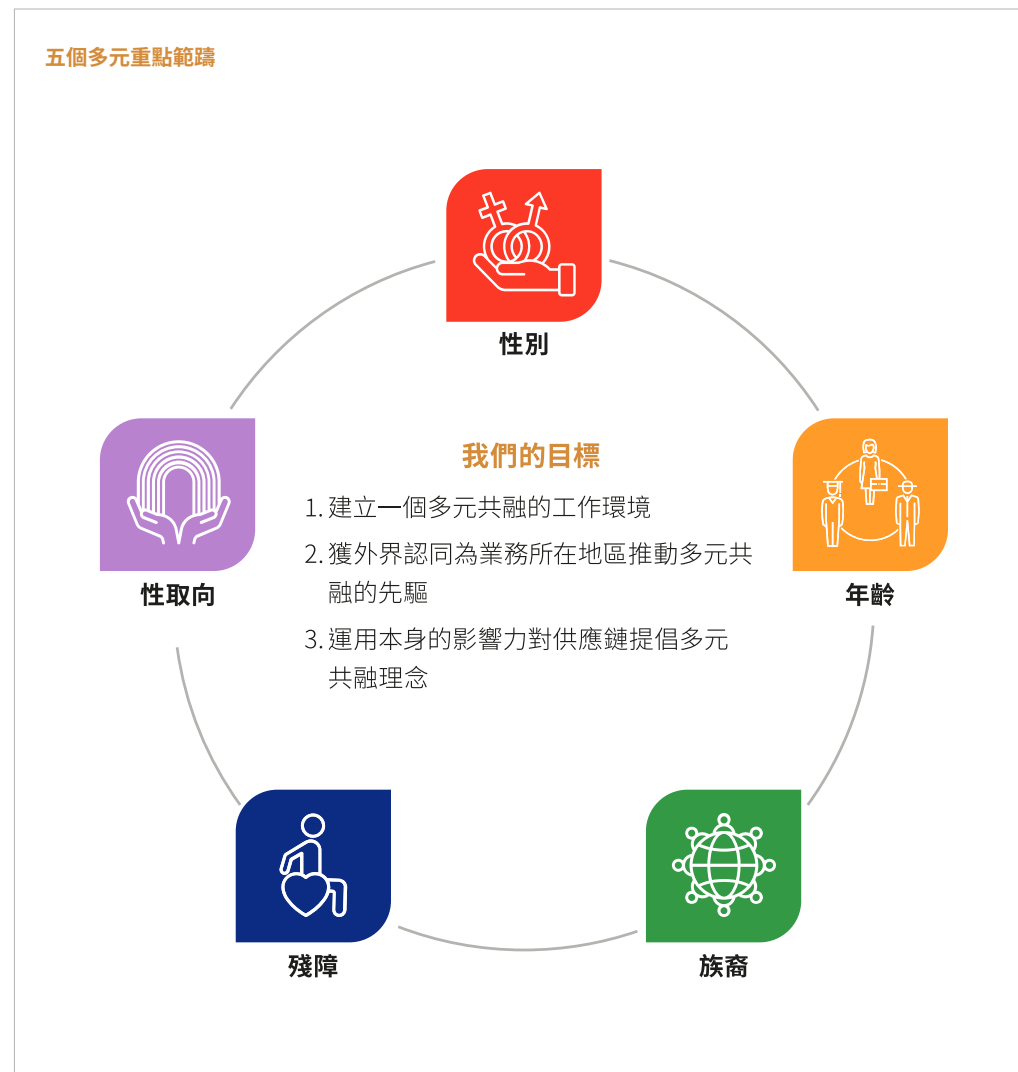 五個多元重點範疇
性別
性取向
我們的目標
1. 建立一個多元共融的工作環境
2. 獲外界認同為業務所在地區推動多元共
融的先驅
3. 運用本身的影響力對供應鏈提倡多元
共融理念
年齡
殘障
族裔